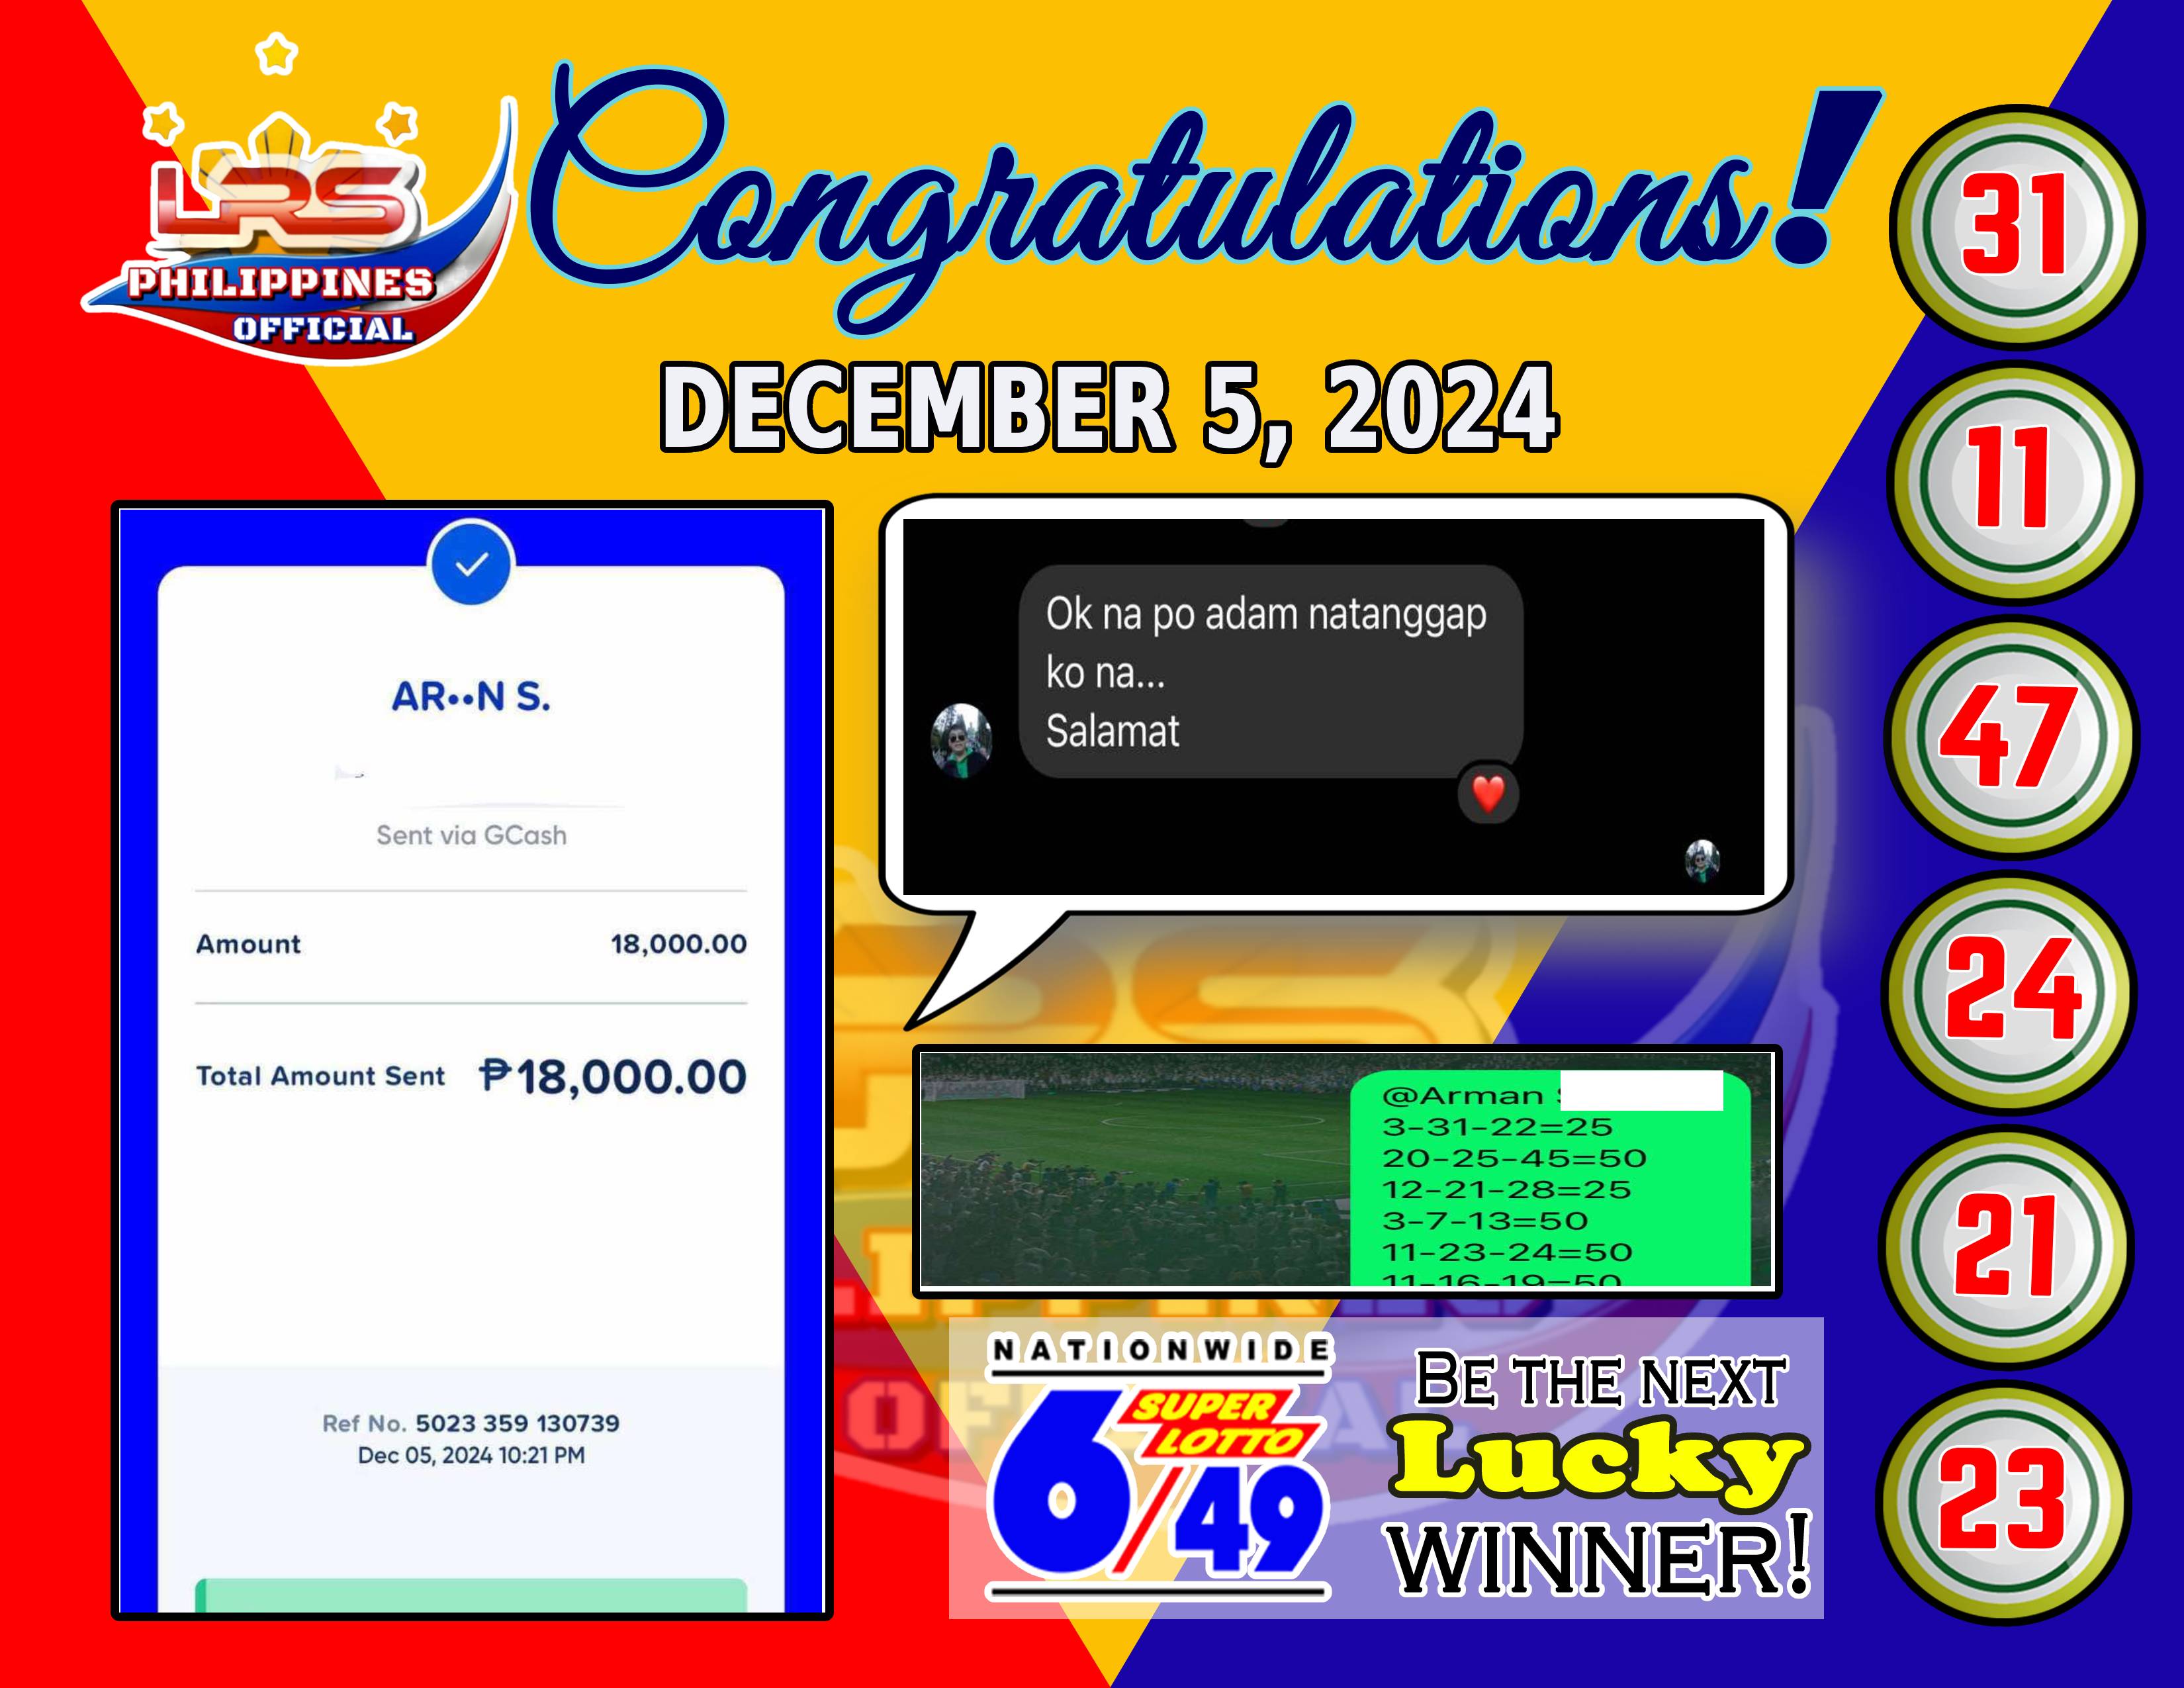 LRS
PHILIPPINES
OFFICIAL
Congratulations!
DECEMBER 5, 2024
AR••N S.
Sent via GCash
Amount 18,000.00
Total Amount Sent ₱18,000.00
Ref No. 5023 359 130739
Dec 05, 2024 10:21 PM
Ok na po adam natanggap
ko na...
Salamat
@Arman
3-31-22=25
20-25-45=50
12-21-28=25
3-7-13=50
11-23-24=50
11-16-19=50
NATIONWIDE
SUPER
LOTTO
6/49
BE THE NEXT
Lucky
WINNER!
31
11
47
24
21
23